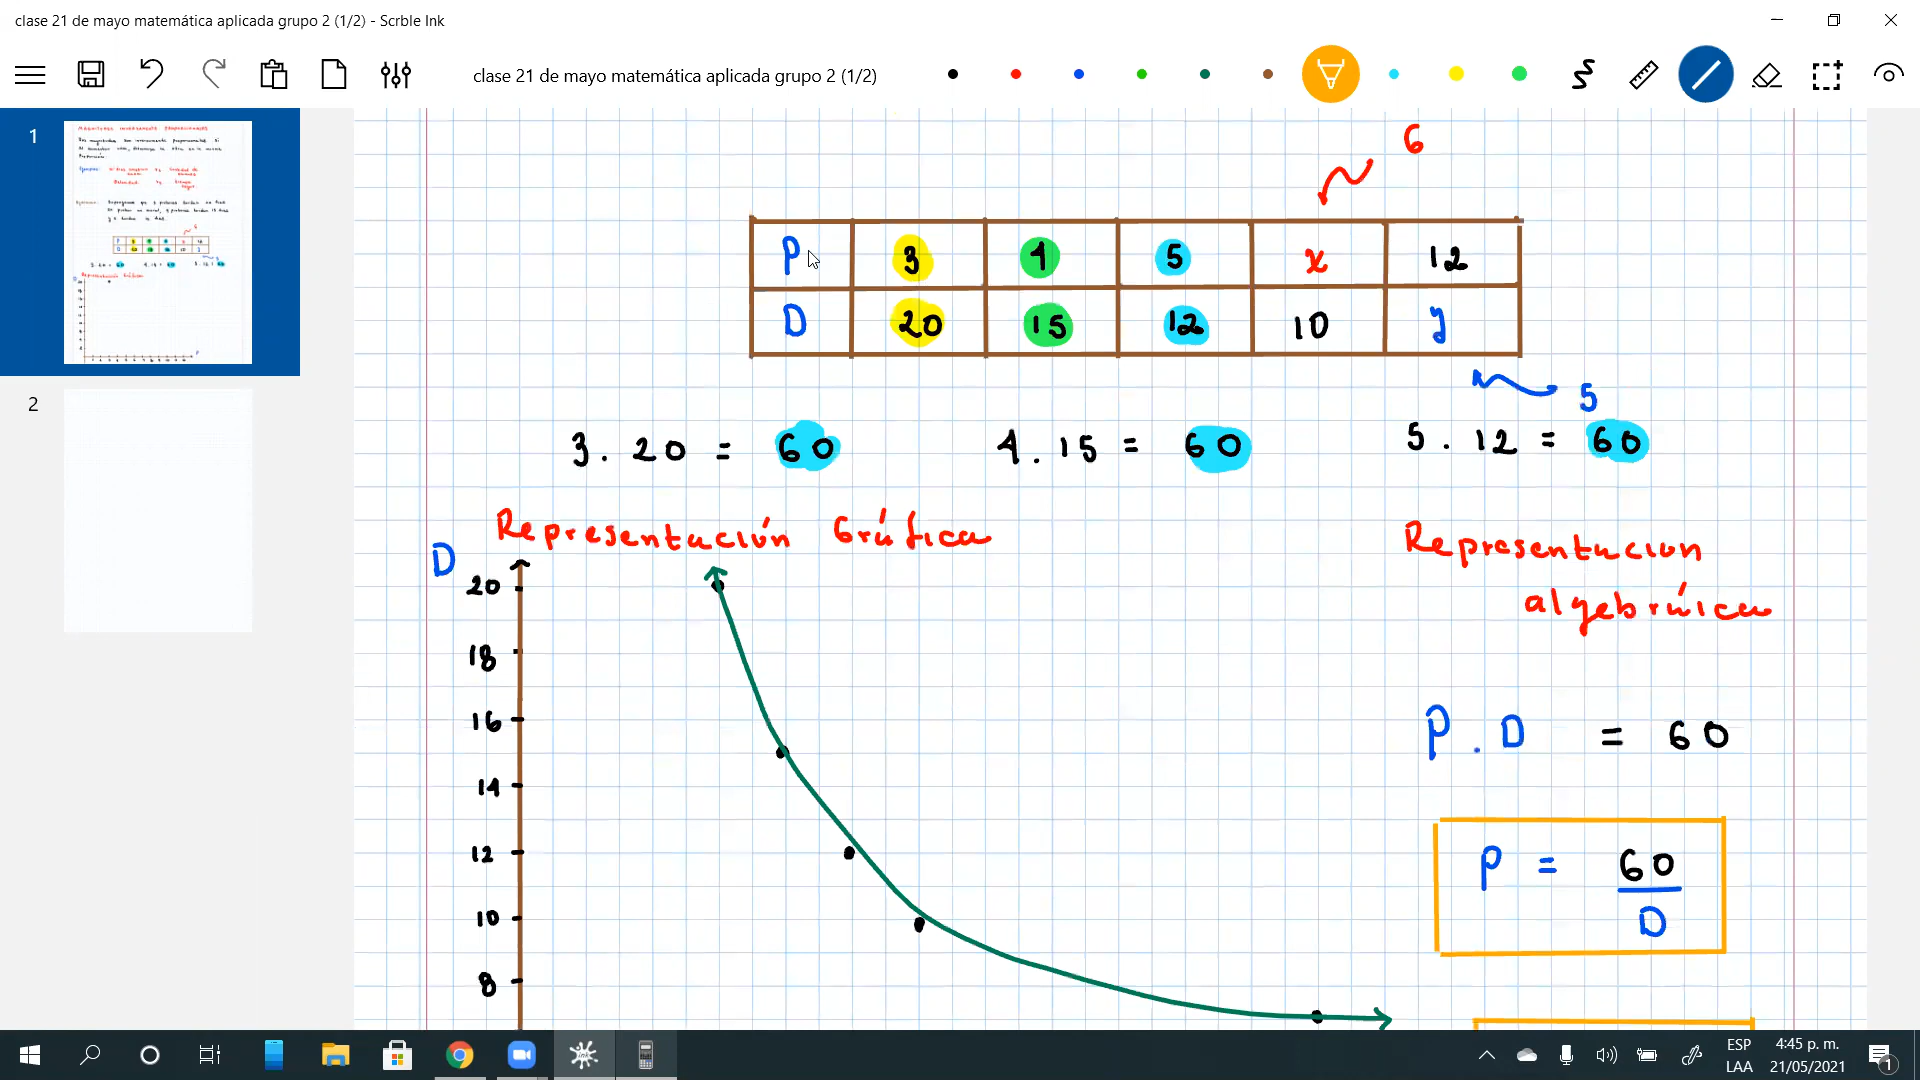 clase 21 de mayo matemática aplicada grupo 2 (1/2) - Scrble Ink
clase 21 de mayo matemática aplicada grupo 2 (1/2)
1
2
6
P 3 4 5 x 12
D 20 15 12 10 y
5
3 . 20 = 60 4 . 15 = 60 5 . 12 = 60
Representación Gráfica
Representacion
algebráica
D
20
18
16
14
12
10
8
P . D = 60
P = 60
D
ESP
LAA
4:45 p. m.
21/05/2021
1